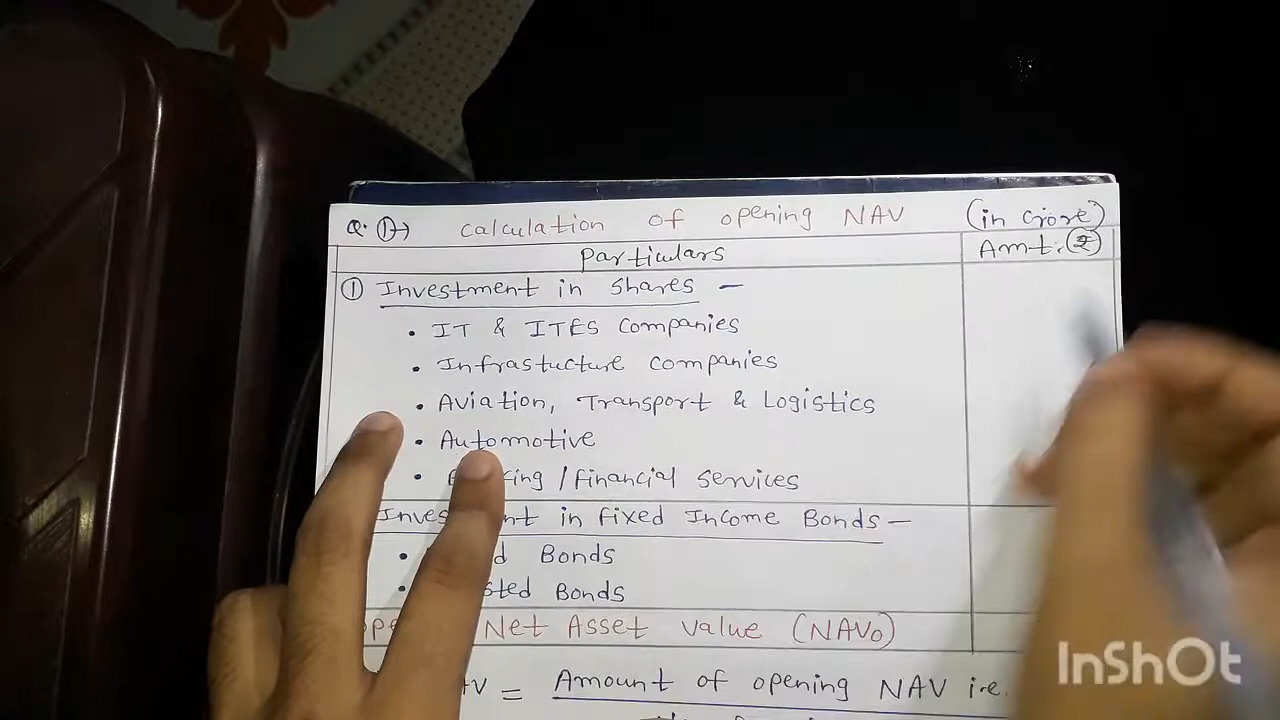 Q. ①→ calculation of opening NAV (in crore)
Particulars Amt. (₹)
① Investment in Shares -
• IT & ITES Companies
• Infrastucture companies
• Aviation, Transport & Logistics
• Automotive
• /financial services
in fixed Income Bonds -
• Bonds
• Bonds
Net Asset value (NAV₀)
= Amount of opening NAV i.e.
InShOt